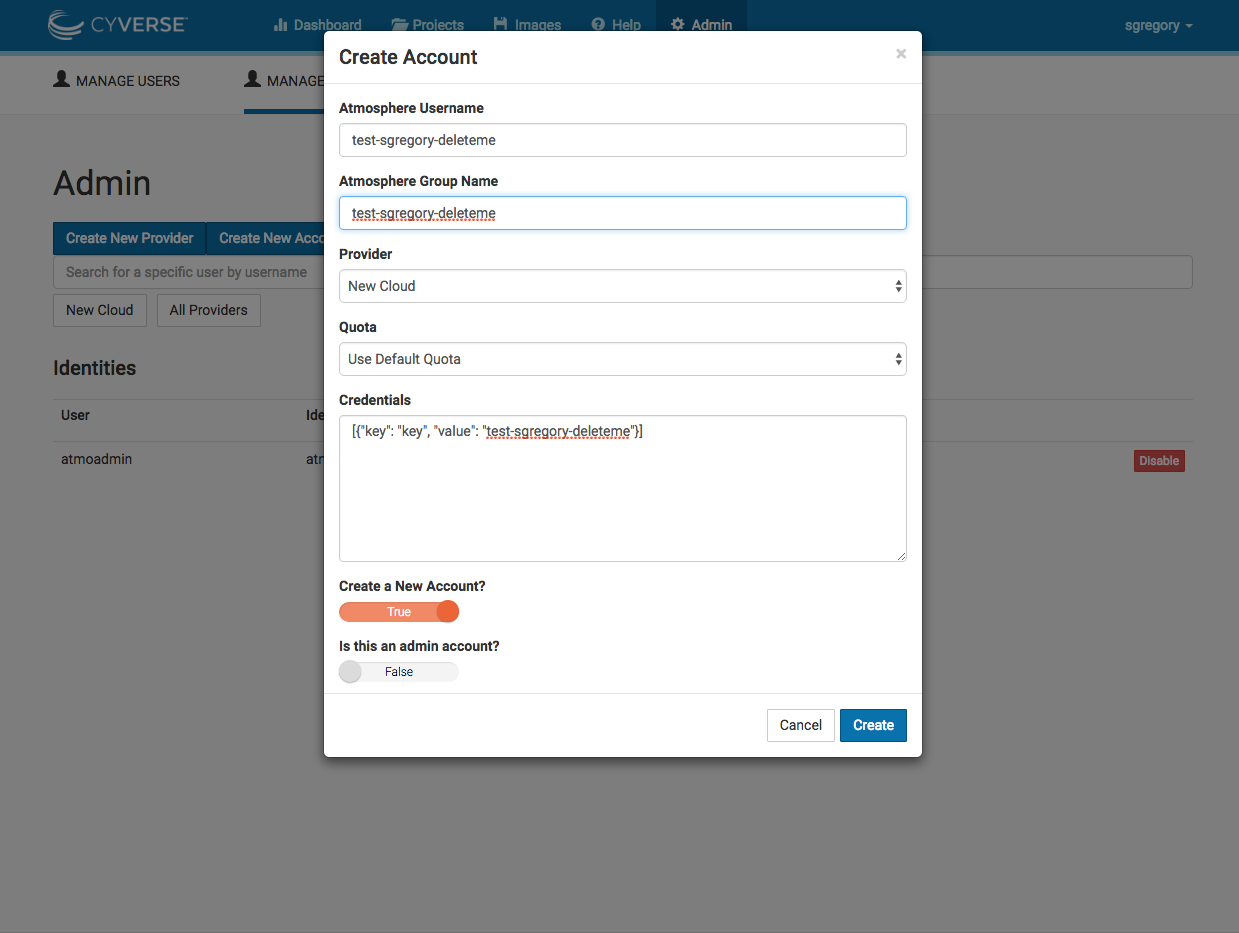 CYVERSE
Dashboard Projects Images Help Admin sgregory
MANAGE USERS MANAGE
Create Account ×
Atmosphere Username
test-sgregory-deleteme
Atmosphere Group Name
test-sgregory-deleteme
Provider
New Cloud
Quota
Use Default Quota
Credentials
[{"key": "key", "value": "test-sgregory-deleteme"}]
Create a New Account?
True
Is this an admin account?
False
Cancel Create
Admin
Create New Provider Create New Acco
Search for a specific user by username
New Cloud All Providers
Identities
User Ide
atmoadmin atm Disable